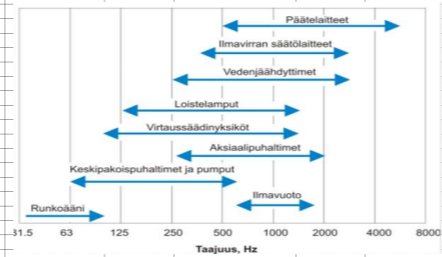 Päätelaitteet
Ilmavirran säätölaitteet
Vedenjäähdyttimet
Loistelamput
Virtaussäädinyksiköt
Aksiaalipuhaltimet
Keskipakoispuhaltimet ja pumput
Ilmavuoto
Runkoääni
31.5 63 125 250 500 1000 2000 4000 8000
Taajuus, Hz